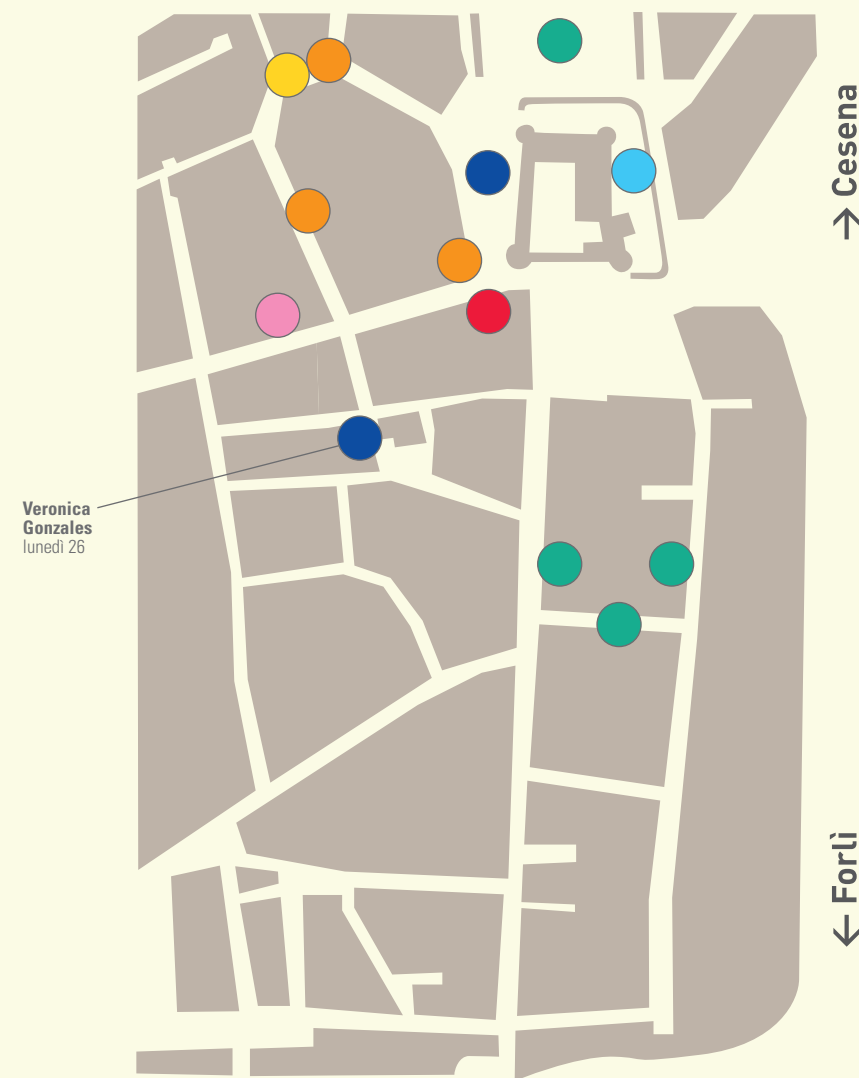 → Cesena
Veronica
Gonzales
lunedì 26
← Forlì